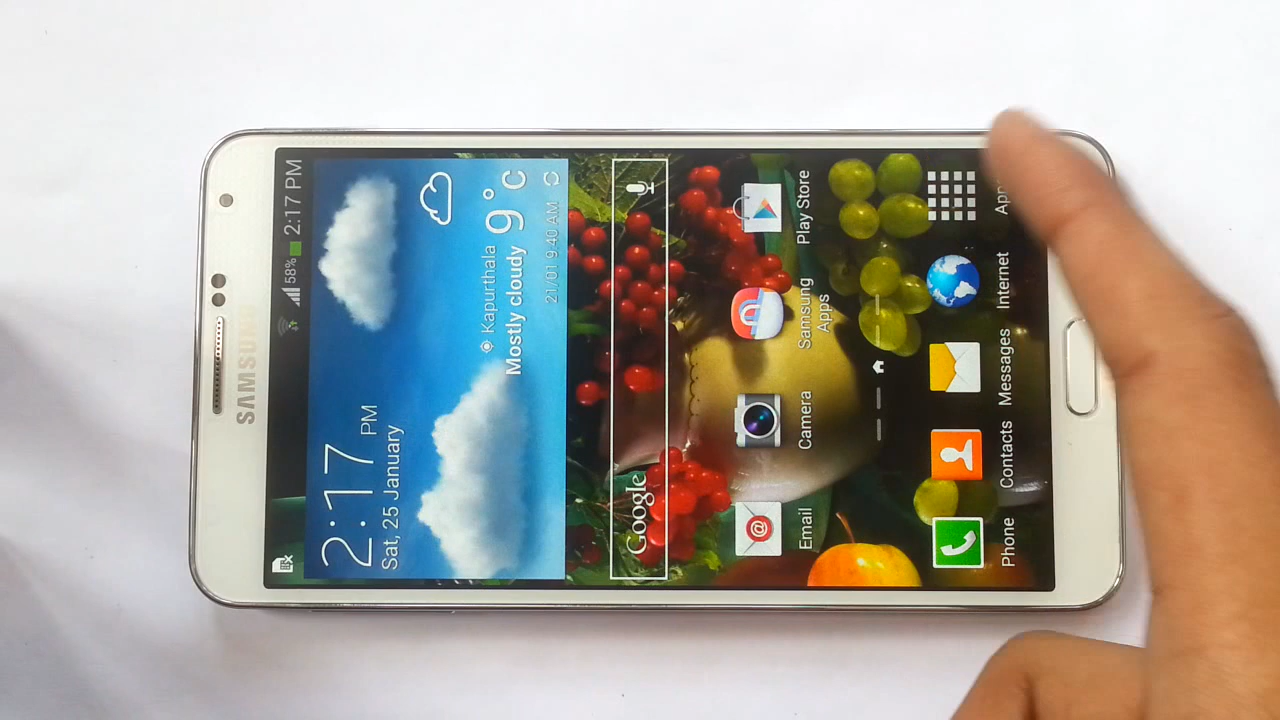 SAMSUNG
58% 2:17 PM
2:17 PM
Sat, 25 January
Kapurthala
Mostly cloudy 9°C
21/01 9:40 AM
Google
Email
Camera
Samsung Apps
Play Store
Phone
Contacts
Messages
Internet